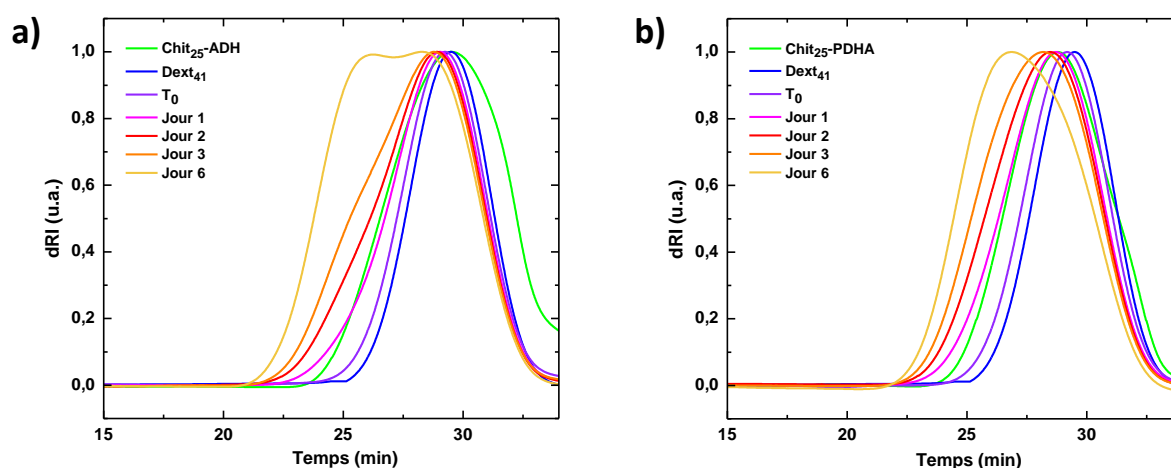 a)
Chit25-ADH
Dext41
T0
Jour 1
Jour 2
Jour 3
Jour 6
dRI (u.a.)
1,0
0,8
0,6
0,4
0,2
0,0
15 20 25 30
Temps (min)
b)
Chit25-PDHA
Dext41
T0
Jour 1
Jour 2
Jour 3
Jour 6
dRI (u.a.)
1,0
0,8
0,6
0,4
0,2
0,0
15 20 25 30
Temps (min)